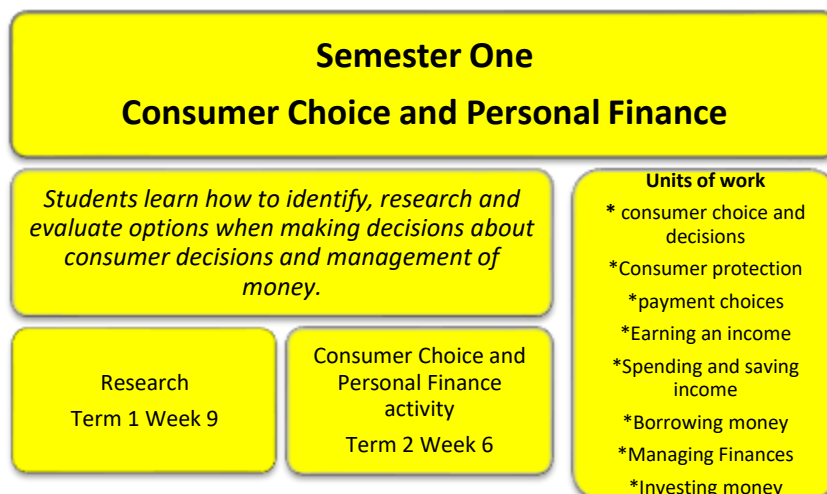 Semester One
Consumer Choice and Personal Finance
Students learn how to identify, research and
evaluate options when making decisions about
consumer decisions and management of
money.
Research
Term 1 Week 9
Consumer Choice and
Personal Finance
activity
Term 2 Week 6
Units of work
* consumer choice and
decisions
*Consumer protection
*payment choices
*Earning an income
*Spending and saving
income
*Borrowing money
*Managing Finances
*Investing money